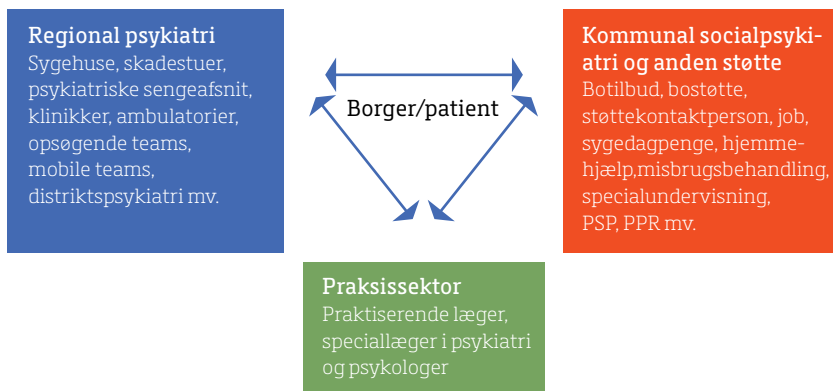 Regional psykiatri
Sygehuse, skadestuer,
psykiatriske sengeafsnit,
klinikker, ambulatorier,
opsøgende teams,
mobile teams,
distriktspsykiatri mv.
Borger/patient
Kommunal socialpsyki-
atri og anden støtte
Botilbud, bostøtte,
støttekontaktperson, job,
sygedagpenge, hjemme-
hjælp,misbrugsbehandling,
specialundervisning,
PSP, PPR mv.
Praksissektor
Praktiserende læger,
speciallæger i psykiatri
og psykologer